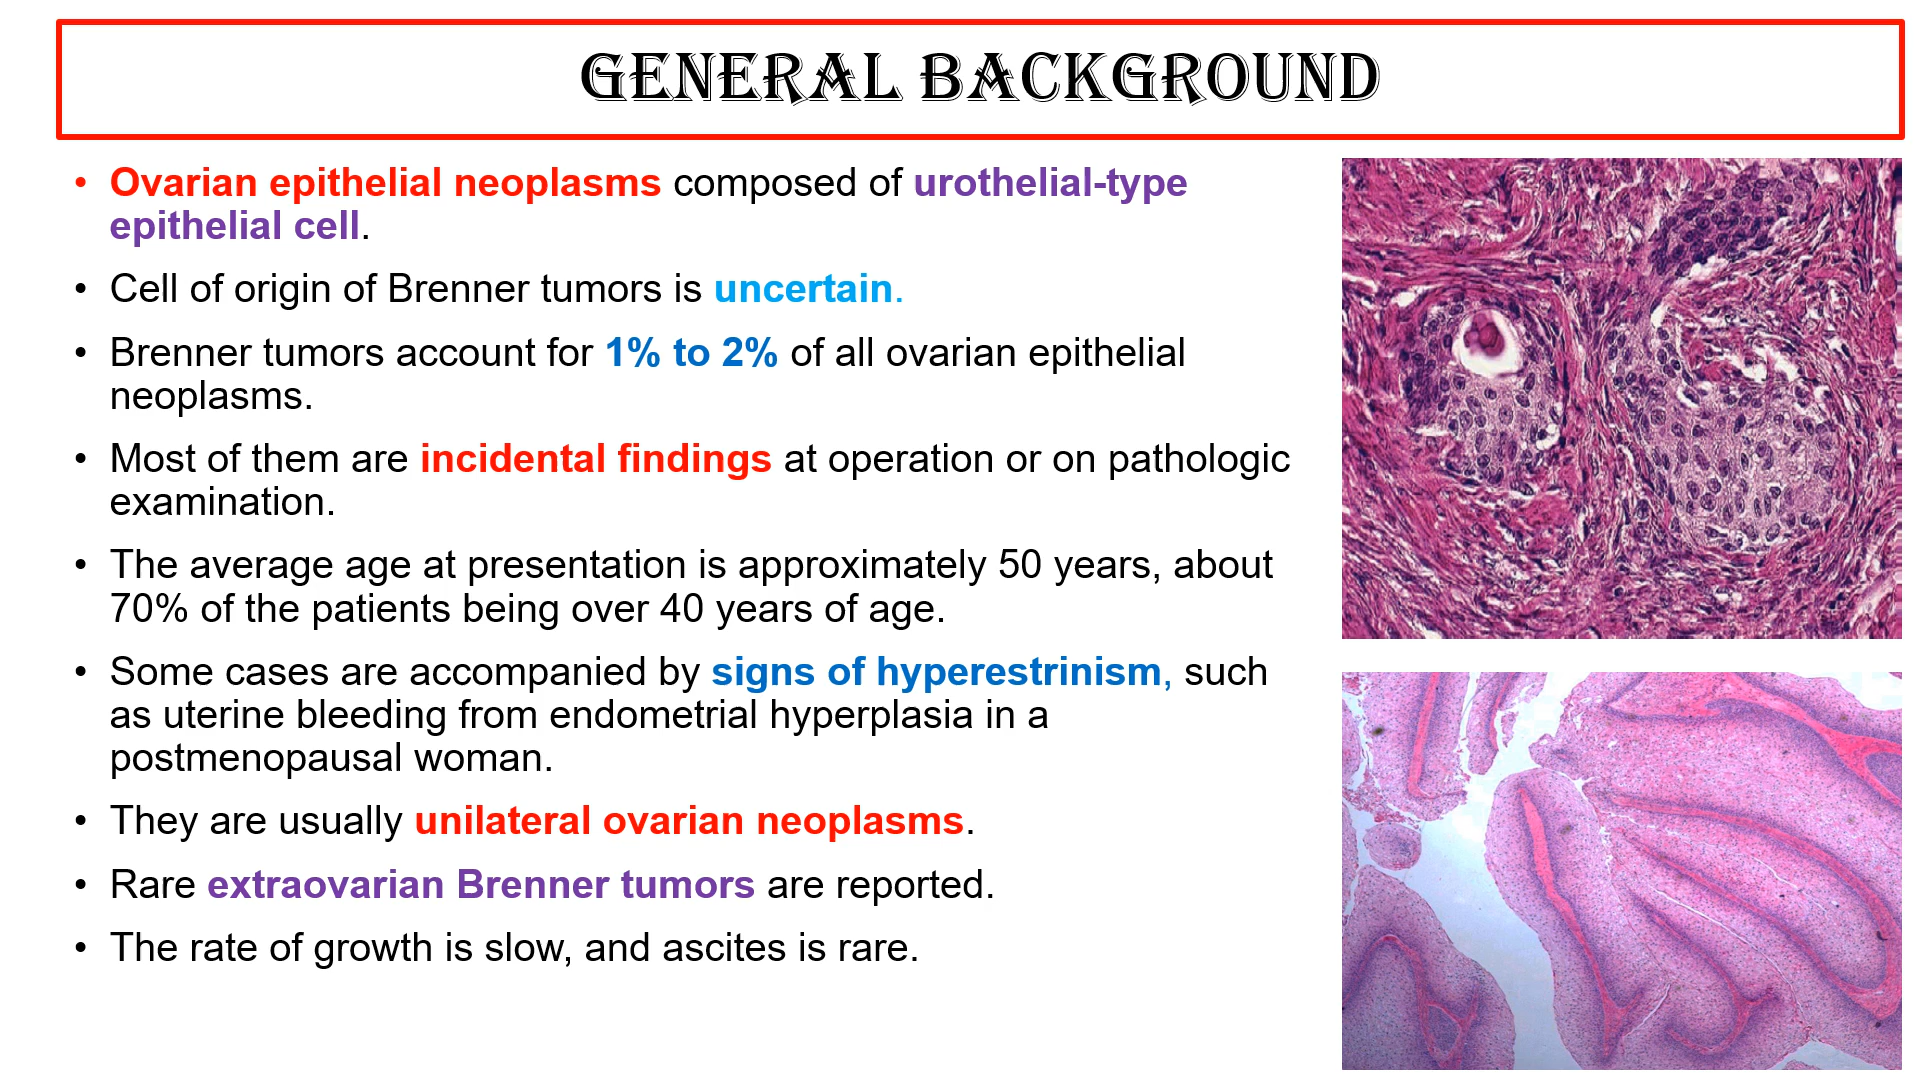 GENERAL BACKGROUND
• Ovarian epithelial neoplasms composed of urothelial-type
epithelial cell.
• Cell of origin of Brenner tumors is uncertain.
• Brenner tumors account for 1% to 2% of all ovarian epithelial
neoplasms.
• Most of them are incidental findings at operation or on pathologic
examination.
• The average age at presentation is approximately 50 years, about
70% of the patients being over 40 years of age.
• Some cases are accompanied by signs of hyperestrinism, such
as uterine bleeding from endometrial hyperplasia in a
postmenopausal woman.
• They are usually unilateral ovarian neoplasms.
• Rare extraovarian Brenner tumors are reported.
• The rate of growth is slow, and ascites is rare.